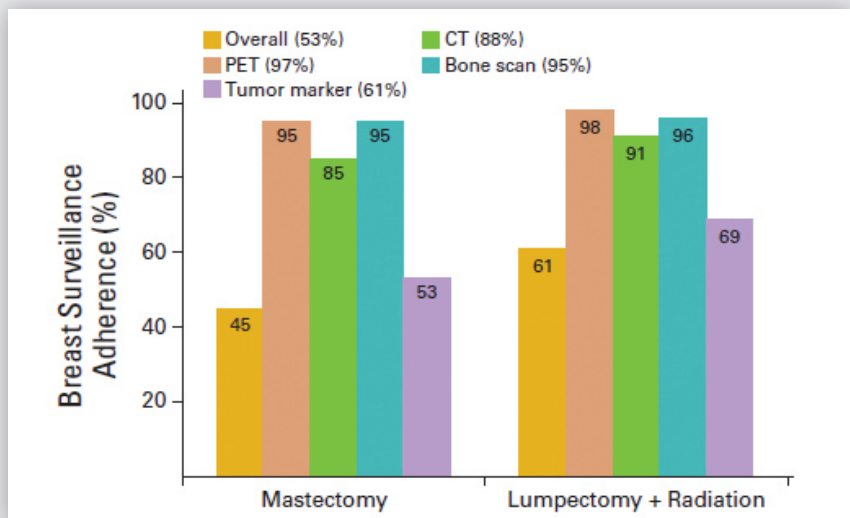 Overall (53%)
CT (88%)
PET (97%)
Bone scan (95%)
Tumor marker (61%)
Breast Surveillance
Adherence (%)
100
80
60
40
20
45
95
85
95
53
61
98
91
96
69
Mastectomy
Lumpectomy + Radiation